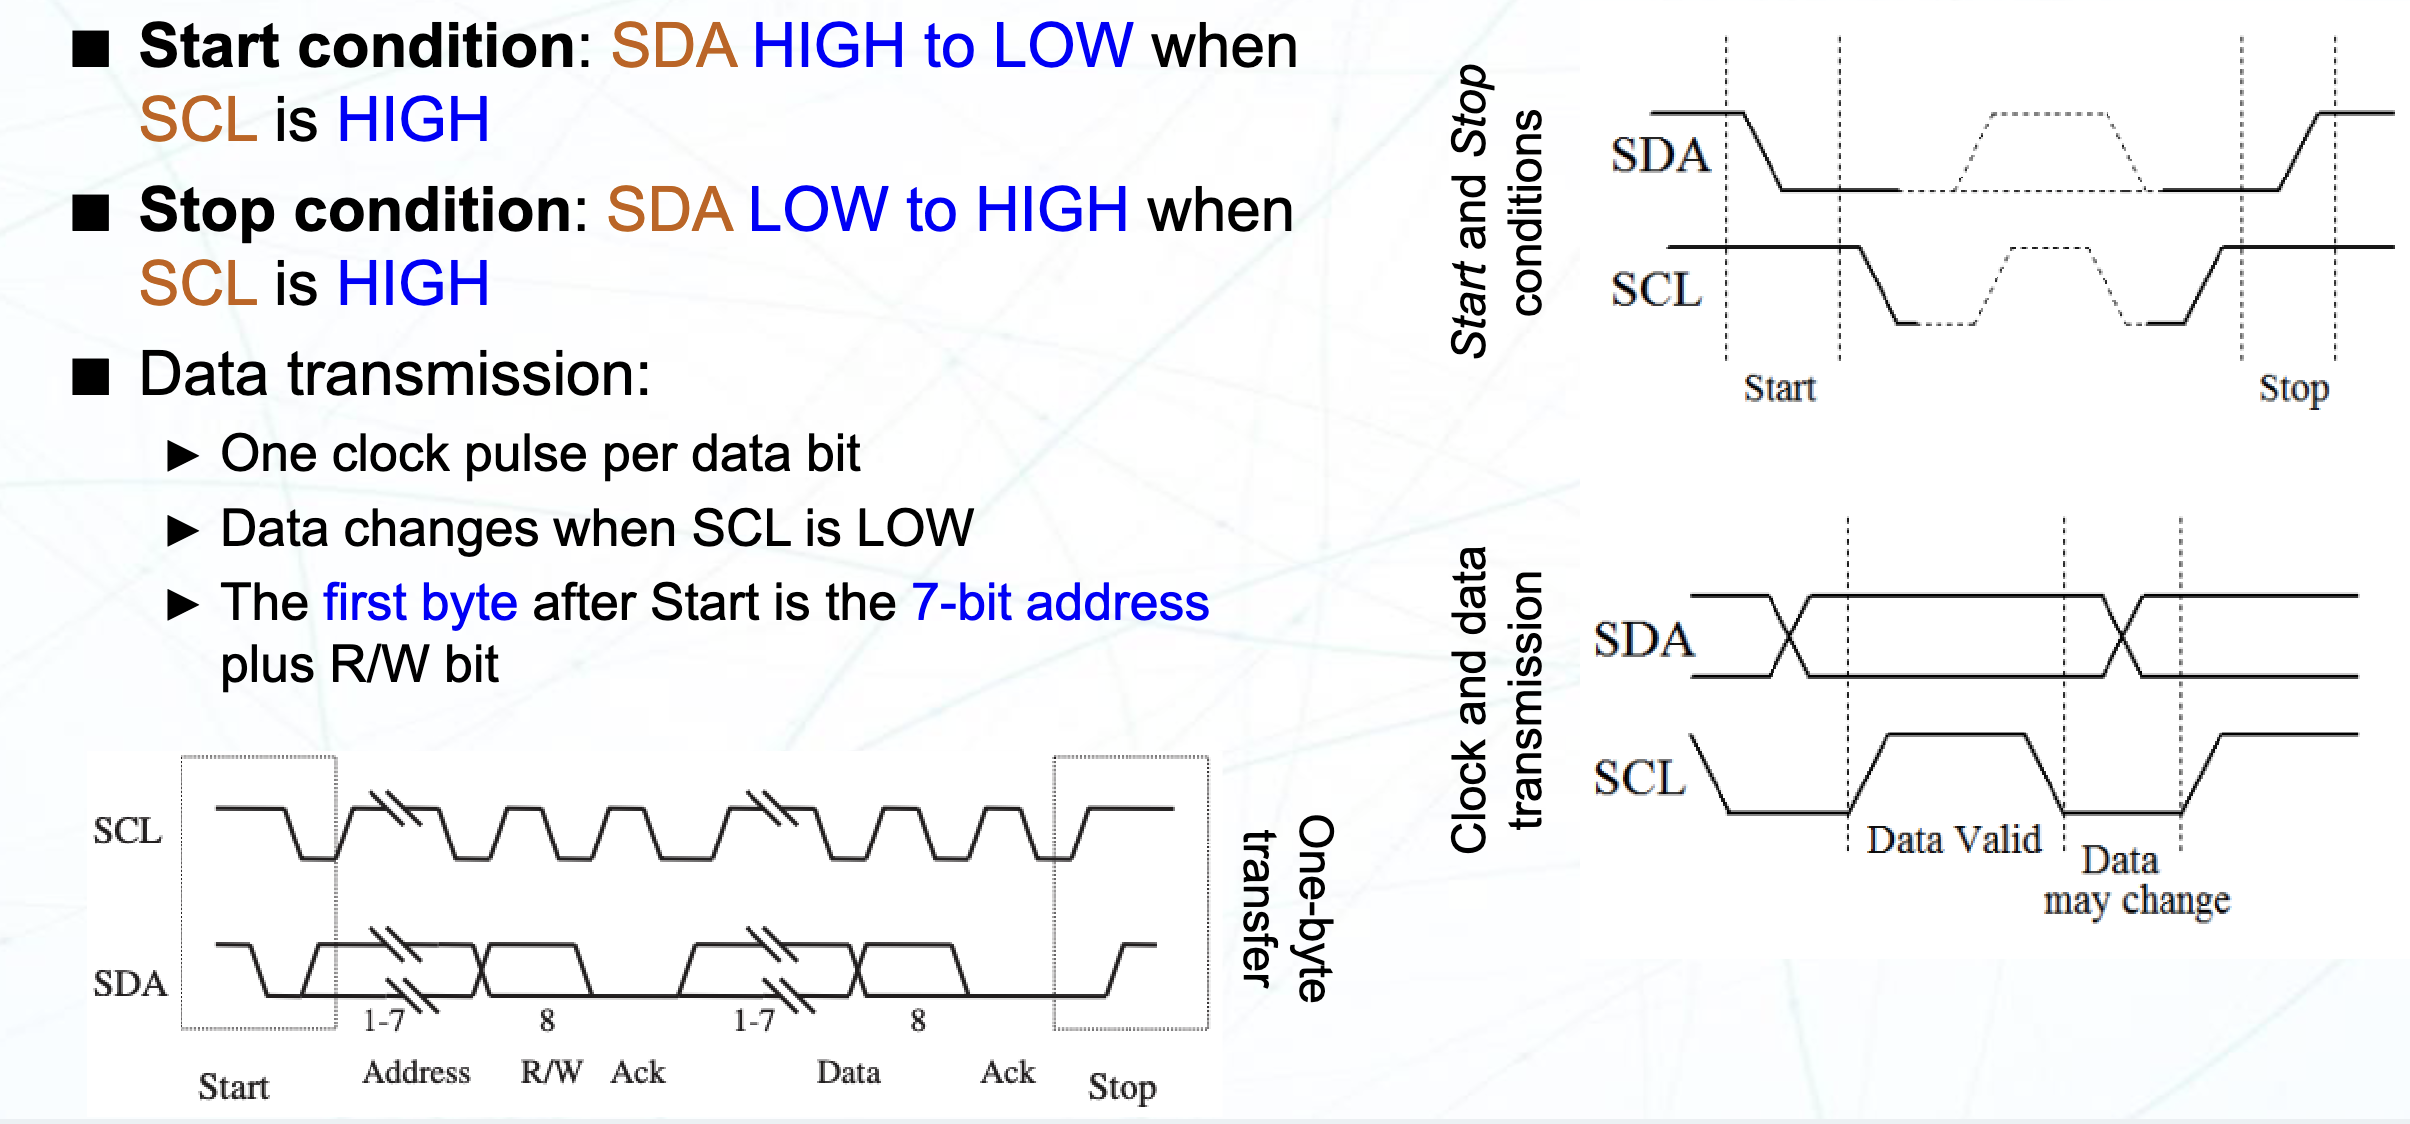 ■ Start condition: SDA HIGH to LOW when
SCL is HIGH
■ Stop condition: SDA LOW to HIGH when
SCL is HIGH
■ Data transmission:
► One clock pulse per data bit
► Data changes when SCL is LOW
► The first byte after Start is the 7-bit address
plus R/W bit
Start and Stop
conditions
SDA
SCL
Start Stop
Clock and data
transmission
SDA
SCL
Data Valid
Data
may change
One-byte
transfer
SCL
SDA
1-7 8 1-7 8
Address R/W Ack Data Ack
Start Stop